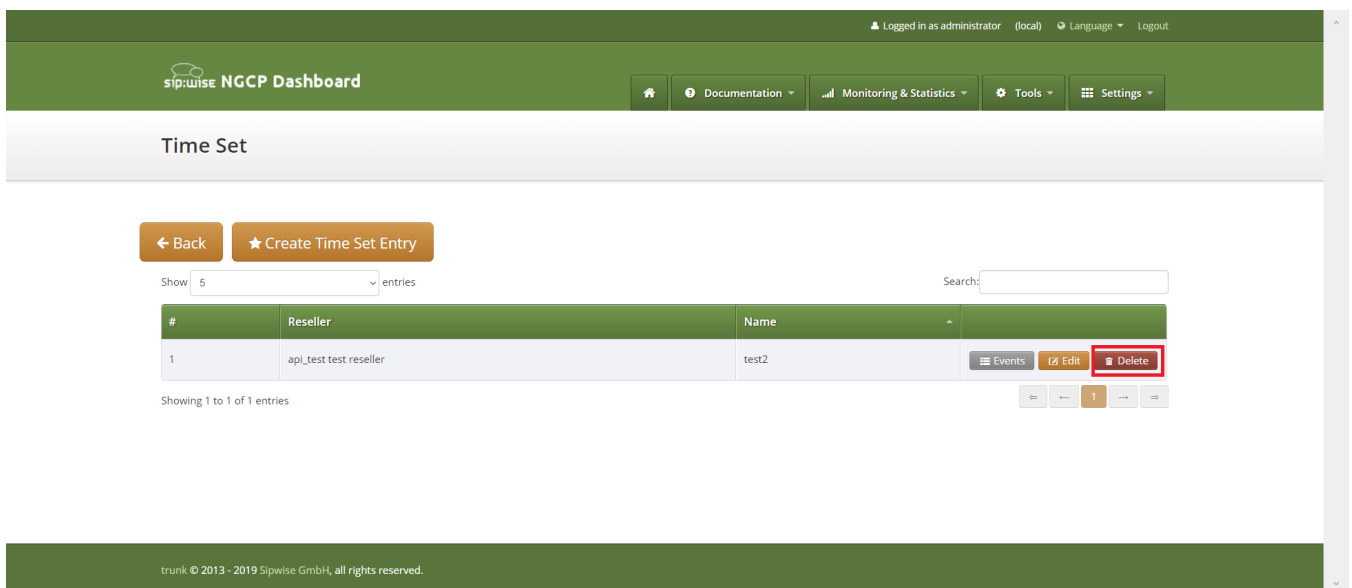 Logged in as administrator (local) Language Logout
sip:wise NGCP Dashboard
Documentation Monitoring & Statistics Tools Settings
Time Set
Back Create Time Set Entry
Show 5 entries Search:
# Reseller Name
1 api_test test reseller test2 Events Edit Delete
Showing 1 to 1 of 1 entries ⇐ ← 1 → ⇒
trunk © 2013 - 2019 Sipwise GmbH, all rights reserved.